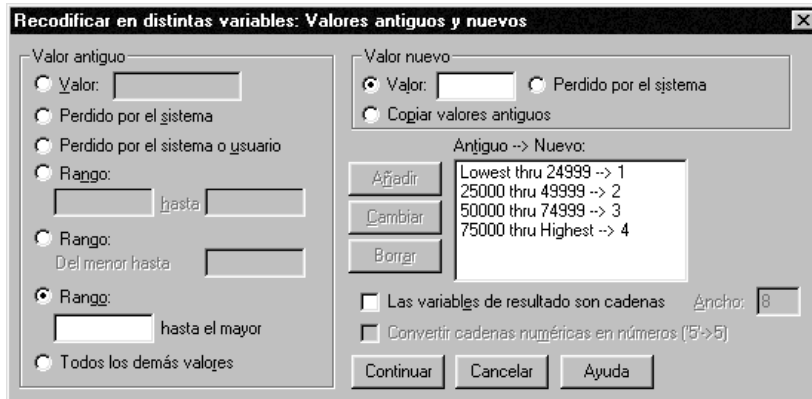 Recodificar en distintas variables: Valores antiguos y nuevos
Valor antiguo
Valor:
Perdido por el sistema
Perdido por el sistema o usuario
Rango:
hasta
Rango:
Del menor hasta
Rango:
hasta el mayor
Todos los demás valores
Valor nuevo
Valor:
Perdido por el sistema
Copiar valores antiguos
Antiguo --> Nuevo:
Añadir
Cambiar
Borrar
Lowest thru 24999 --> 1
25000 thru 49999 --> 2
50000 thru 74999 --> 3
75000 thru Highest --> 4
Las variables de resultado son cadenas
Ancho: 8
Convertir cadenas numéricas en números ('5'->5)
Continuar
Cancelar
Ayuda